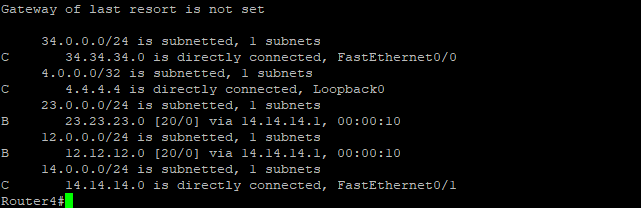 Gateway of last resort is not set
34.0.0.0/24 is subnetted, 1 subnets
C 34.34.34.0 is directly connected, FastEthernet0/0
4.0.0.0/32 is subnetted, 1 subnets
C 4.4.4.4 is directly connected, Loopback0
23.0.0.0/24 is subnetted, 1 subnets
B 23.23.23.0 [20/0] via 14.14.14.1, 00:00:10
12.0.0.0/24 is subnetted, 1 subnets
B 12.12.12.0 [20/0] via 14.14.14.1, 00:00:10
14.0.0.0/24 is subnetted, 1 subnets
C 14.14.14.0 is directly connected, FastEthernet0/1
Router4#